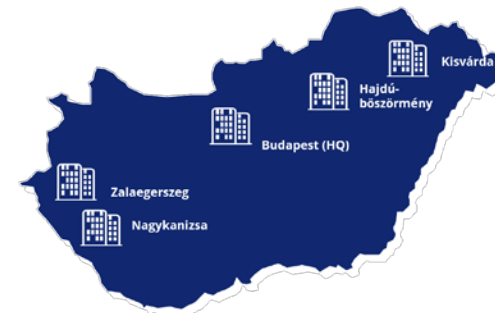 Kisvárda
Hajdú-
böszörmény
Budapest (HQ)
Zalaegerszeg
Nagykanizsa